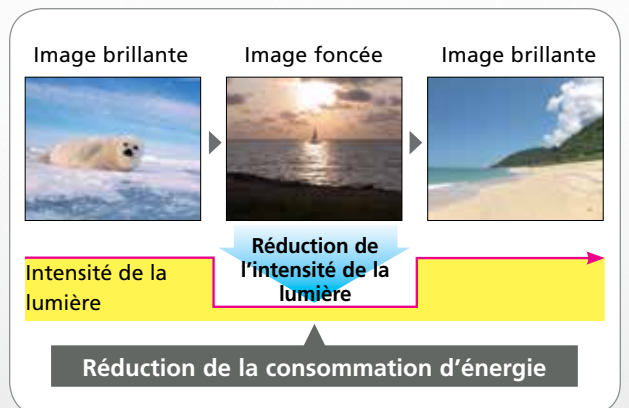 Image brillante
Image foncée
Image brillante
Réduction de
l'intensité de la
lumière
Intensité de la
lumière
Réduction de la consommation d'énergie